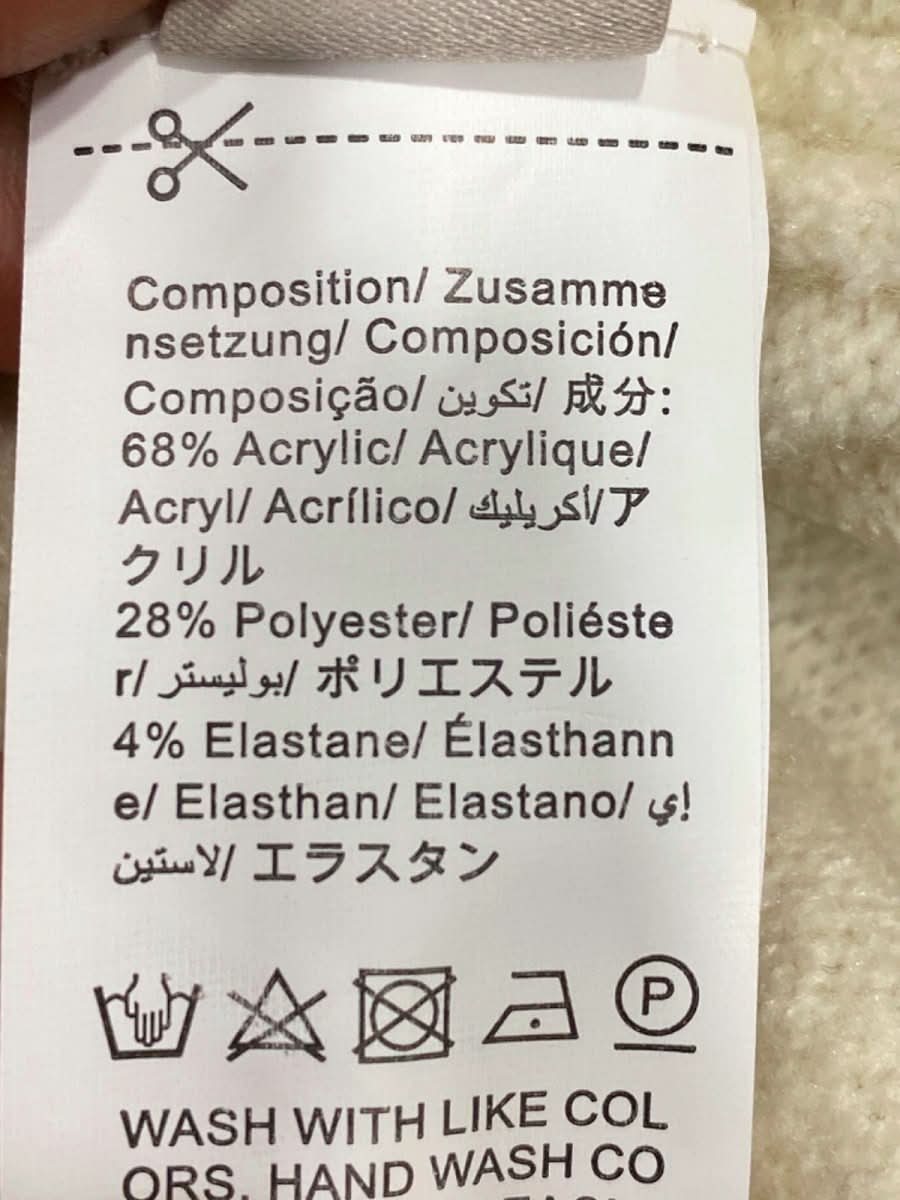 Composition/ Zusamme
nsetzung/ Composición/
Composição/ تكوين/ 成分:
68% Acrylic/ Acrylique/
Acryl/ Acrílico/ أكريليك/ア
クリル
28% Polyester/ Poliéste
r/ بوليستر/ ポリエステル
4% Elastane/ Élasthann
e/ Elasthan/ Elastano/ إي
لاستين/ エラスタン
P
WASH WITH LIKE COL
ORS. HAND WASH CO